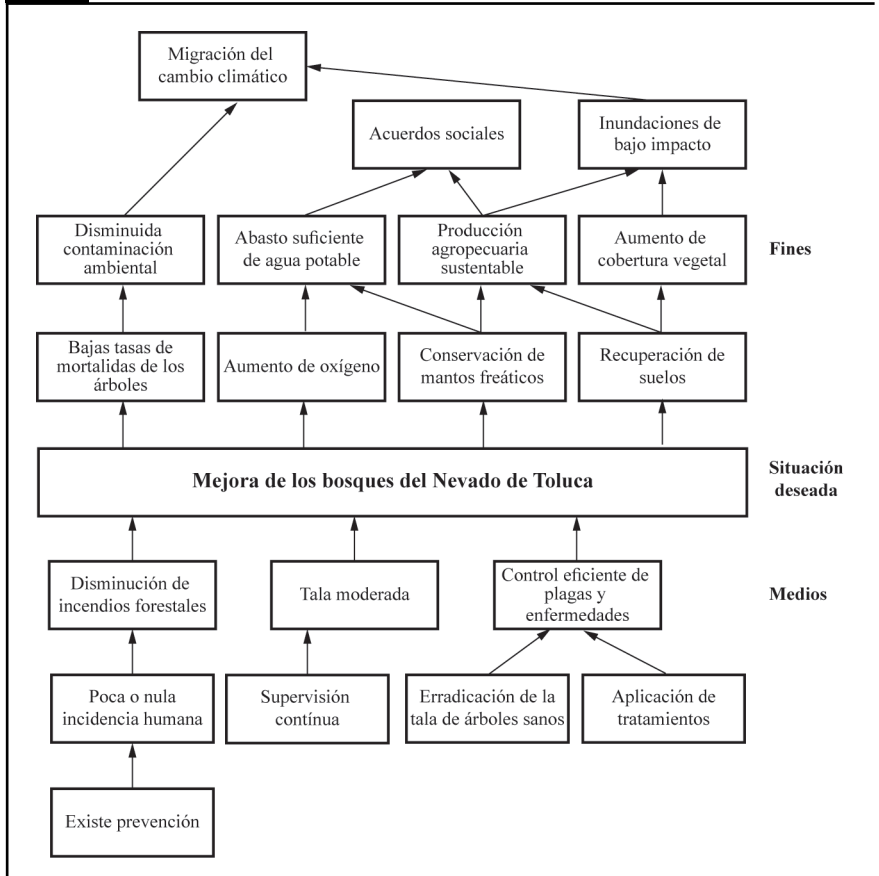 Migración del
cambio climático
Acuerdos sociales
Inundaciones de
bajo impacto
Disminuida
contaminación
ambiental
Abasto suficiente
de agua potable
Producción
agropecuaria
sustentable
Aumento de
cobertura vegetal
Fines
Bajas tasas de
mortalidas de los
árboles
Aumento de oxígeno
Conservación de
mantos freáticos
Recuperación de
suelos
Mejora de los bosques del Nevado de Toluca
Situación
deseada
Disminución de
incendios forestales
Tala moderada
Control eficiente de
plagas y
enfermedades
Medios
Poca o nula
incidencia humana
Supervisión
contínua
Erradicación de la
tala de árboles sanos
Aplicación de
tratamientos
Existe prevención